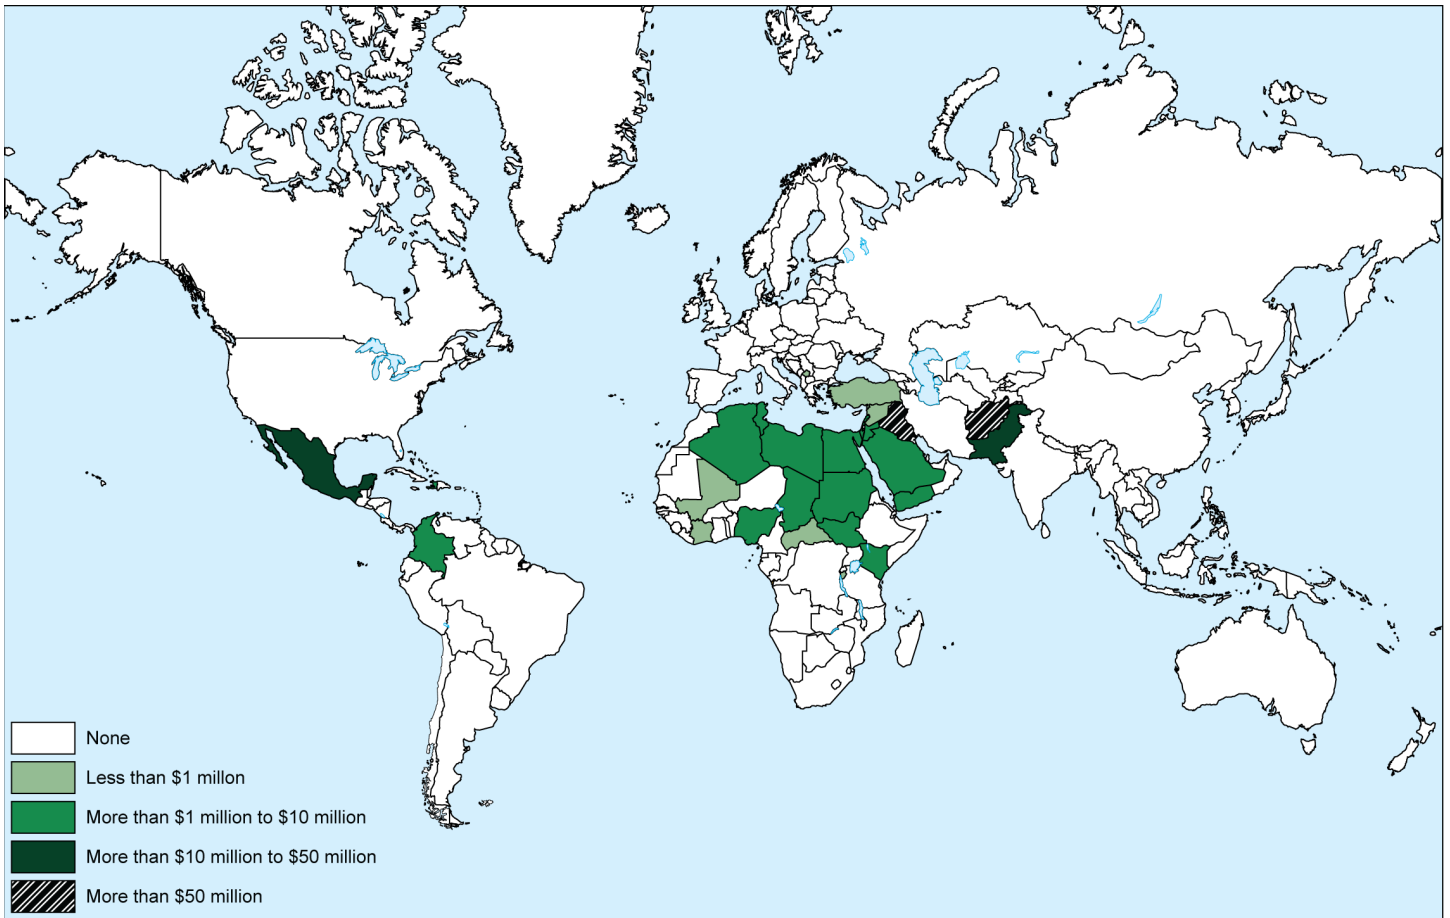 None
Less than $1 millon
More than $1 million to $10 million
More than $10 million to $50 million
More than $50 million